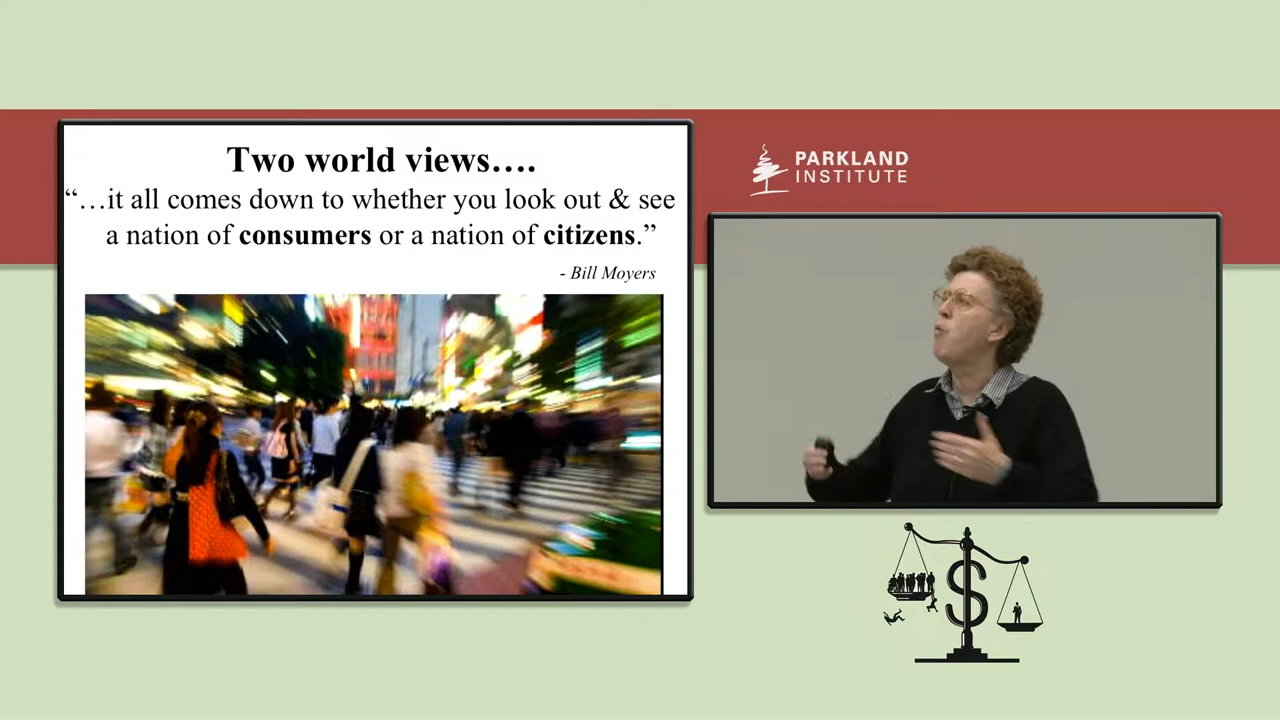 Two world views….
“…it all comes down to whether you look out & see
a nation of consumers or a nation of citizens.”
- Bill Moyers
PARKLAND
INSTITUTE
$